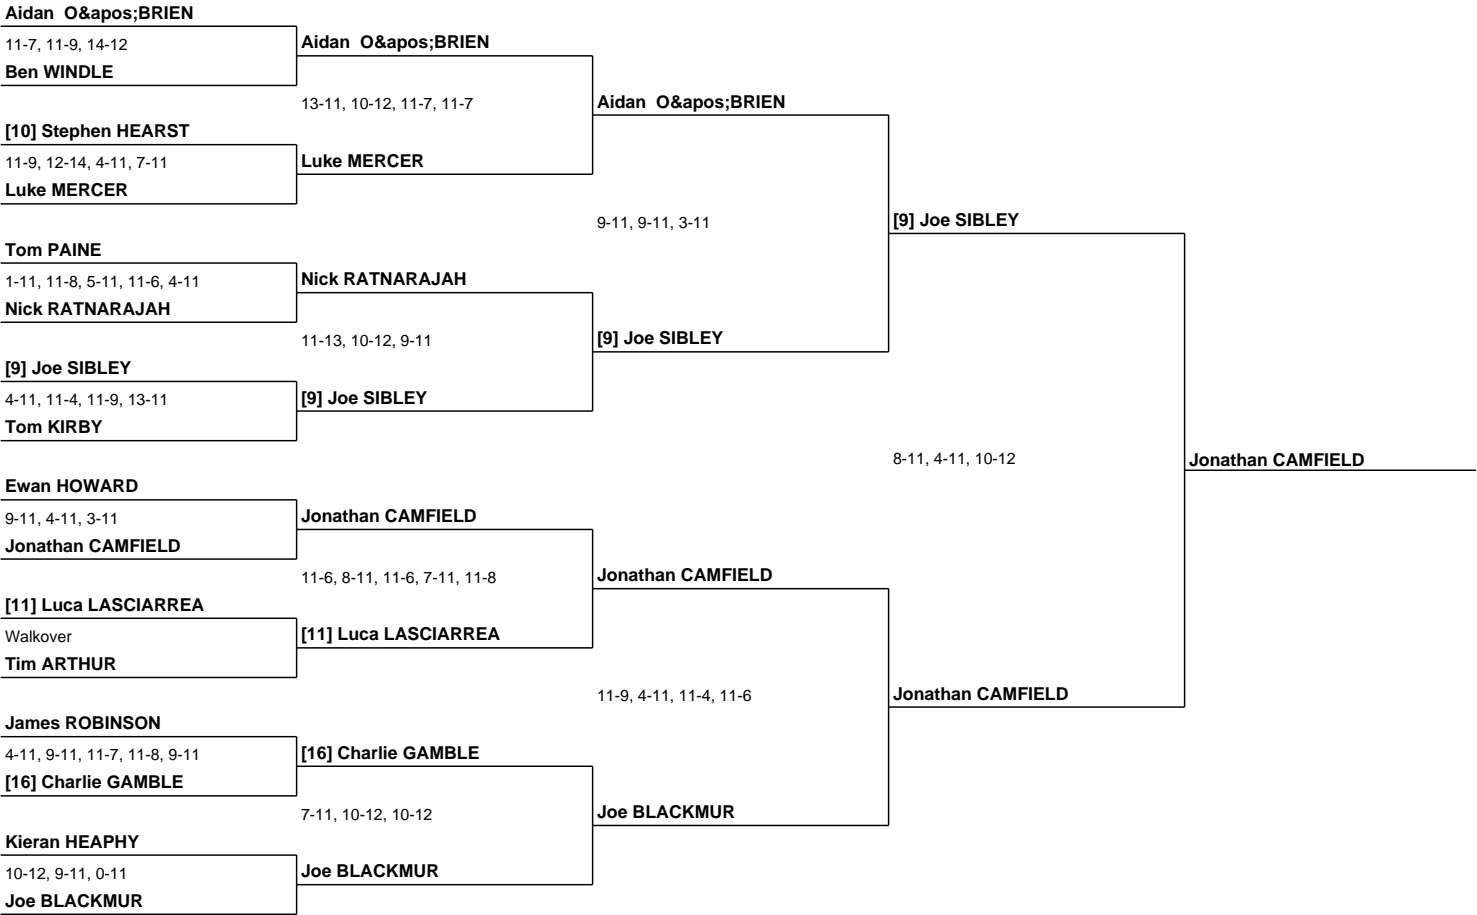 Aidan  O&apos;BRIEN
11-7, 11-9, 14-12
Ben WINDLE
[10] Stephen HEARST
11-9, 12-14, 4-11, 7-11
Luke MERCER
Tom PAINE
1-11, 11-8, 5-11, 11-6, 4-11
Nick RATNARAJAH
[9] Joe SIBLEY
4-11, 11-4, 11-9, 13-11
Tom KIRBY
Ewan HOWARD
9-11, 4-11, 3-11
Jonathan CAMFIELD
[11] Luca LASCIARREA
Walkover
Tim ARTHUR
James ROBINSON
4-11, 9-11, 11-7, 11-8, 9-11
[16] Charlie GAMBLE
Kieran HEAPHY
10-12, 9-11, 0-11
Joe BLACKMUR
Aidan  O&apos;BRIEN
13-11, 10-12, 11-7, 11-7
Luke MERCER
Nick RATNARAJAH
11-13, 10-12, 9-11
[9] Joe SIBLEY
Jonathan CAMFIELD
11-6, 8-11, 11-6, 7-11, 11-8
[11] Luca LASCIARREA
[16] Charlie GAMBLE
7-11, 10-12, 10-12
Joe BLACKMUR
Aidan  O&apos;BRIEN
9-11, 9-11, 3-11
[9] Joe SIBLEY
Jonathan CAMFIELD
11-9, 4-11, 11-4, 11-6
Joe BLACKMUR
[9] Joe SIBLEY
8-11, 4-11, 10-12
Jonathan CAMFIELD
Jonathan CAMFIELD